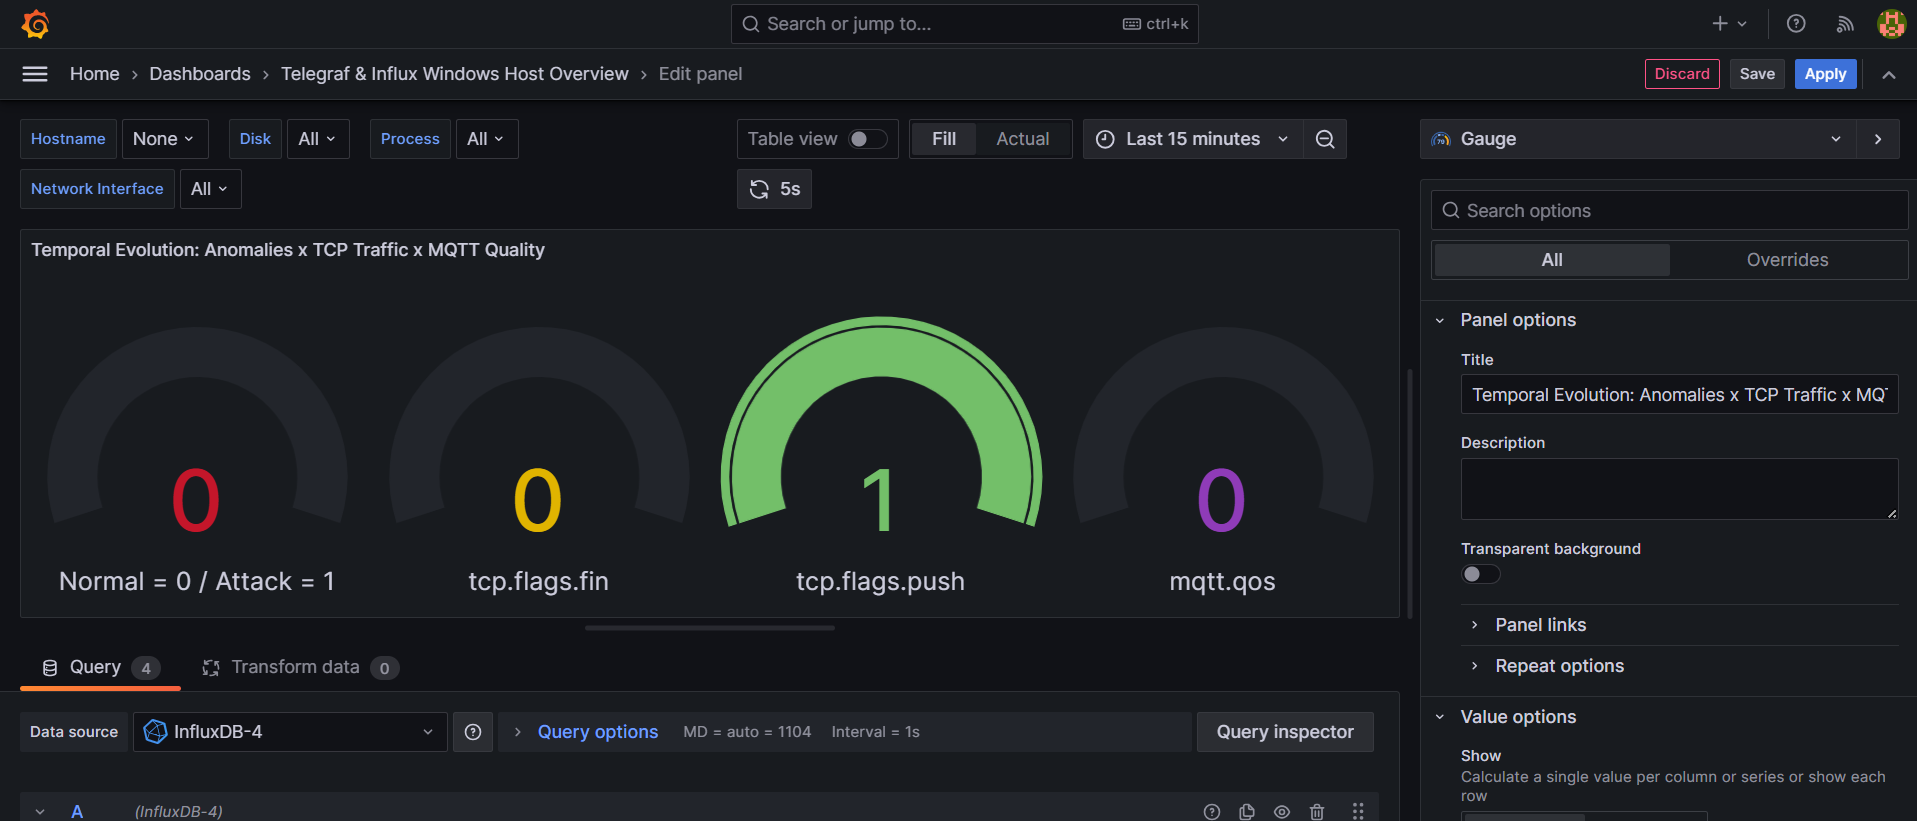 Search or jump to... ctrl+k
Home › Dashboards › Telegraf & Influx Windows Host Overview › Edit panel
Discard Save Apply
Hostname None Disk All Process All
Network Interface All
Table view Fill Actual Last 15 minutes
5s
Gauge
Search options
All Overrides
Temporal Evolution: Anomalies x TCP Traffic x MQTT Quality
0 0 1 0
Normal = 0 / Attack = 1 tcp.flags.fin tcp.flags.push mqtt.qos
Panel options
Title
Temporal Evolution: Anomalies x TCP Traffic x MQ
Description
Transparent background
Panel links
Repeat options
Value options
Show
Calculate a single value per column or series or show each
row
Query 4 Transform data 0
Data source InfluxDB-4 Query options MD = auto = 1104 Interval = 1s Query inspector
A (InfluxDB-4)